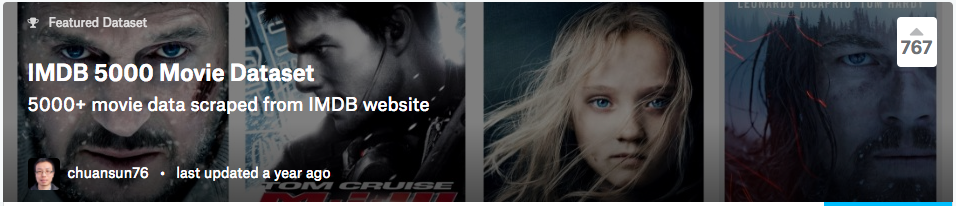 LEONARDO DICAPRIO TOM HARDY
Featured Dataset
767
IMDB 5000 Movie Dataset
5000+ movie data scraped from IMDB website
chuansun76 • last updated a year ago
TOM CRUISE